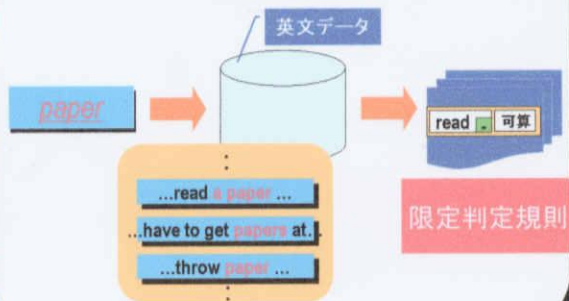 英文データ
paper
read 可算
...read a paper ...
...have to get papers at...
...throw paper ...
限定判定規則